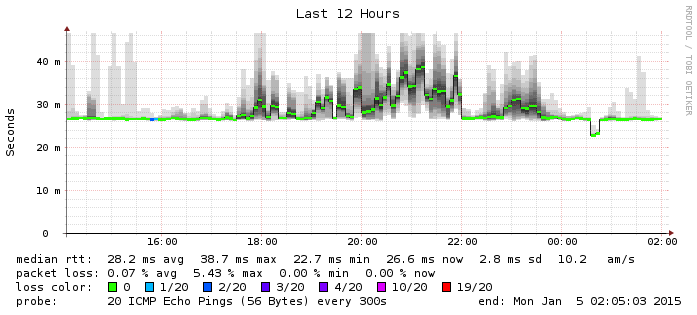 Last 12 Hours
RRDTOOL / TOBI OETIKER
Seconds
40 m
30 m
20 m
10 m
0
16:00 18:00 20:00 22:00 00:00 02:00
median rtt: 28.2 ms avg 38.7 ms max 22.7 ms min 26.6 ms now 2.8 ms sd 10.2 am/s
packet loss: 0.07 % avg 5.43 % max 0.00 % min 0.00 % now
loss color: 0 1/20 2/20 3/20 4/20 10/20 19/20
probe: 20 ICMP Echo Pings (56 Bytes) every 300s end: Mon Jan 5 02:05:03 2015